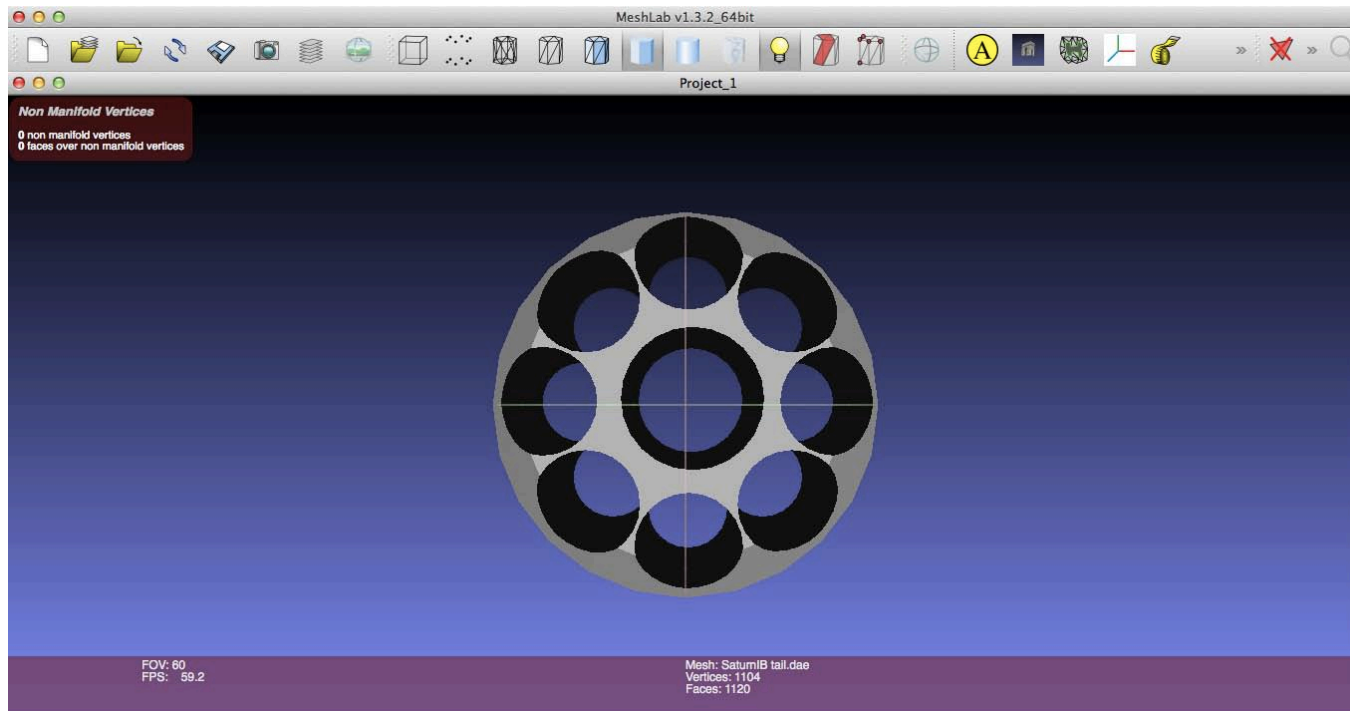 MeshLab v1.3.2_64bit
A
Project_1
Non Manifold Vertices
0 non manifold vertices
0 faces over non manifold vertices
FOV: 60
FPS: 59.2
Mesh: SaturnIB tail.dae
Vertices: 1104
Faces: 1120